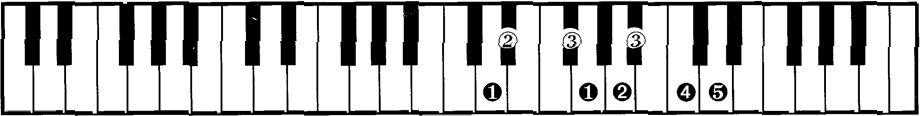 ② ③ ③
❶ ❶ ❷ ❹ ❺